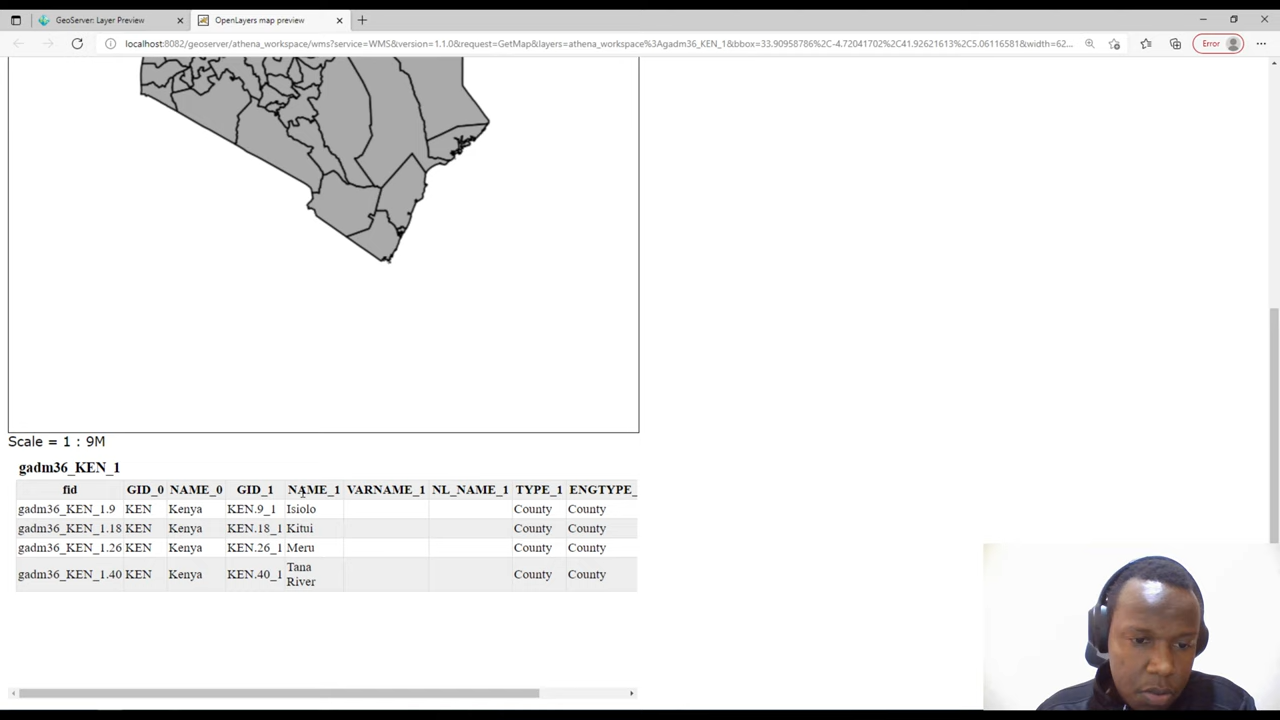 GeoServer: Layer Preview
OpenLayers map preview
localhost:8082/geoserver/athena_workspace/wms?service=WMS&version=1.1.0&request=GetMap&layers=athena_workspace%3Agadm36_KEN_1&bbox=33.90958786%2C-4.72041702%2C41.92621613%2C5.06116581&width=62...
Error
Scale = 1 : 9M
gadm36_KEN_1
fid GID_0 NAME_0 GID_1 NAME_1 VARNAME_1 NL_NAME_1 TYPE_1 ENGTYPE_
gadm36_KEN_1.9 KEN Kenya KEN.9_1 Isiolo County County
gadm36_KEN_1.18 KEN Kenya KEN.18_1 Kitui County County
gadm36_KEN_1.26 KEN Kenya KEN.26_1 Meru County County
gadm36_KEN_1.40 KEN Kenya KEN.40_1 Tana River County County